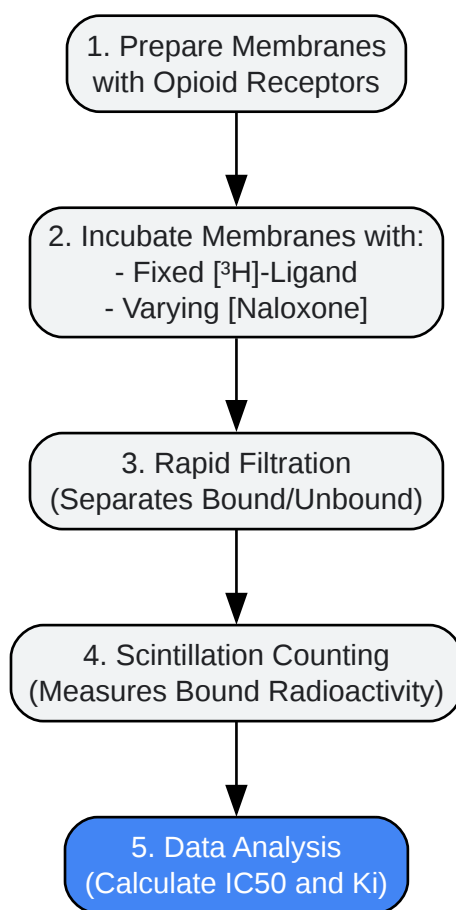 1. Prepare Membranes
with Opioid Receptors
2. Incubate Membranes with:
- Fixed [³H]-Ligand
- Varying [Naloxone]
3. Rapid Filtration
(Separates Bound/Unbound)
4. Scintillation Counting
(Measures Bound Radioactivity)
5. Data Analysis
(Calculate IC50 and Ki)